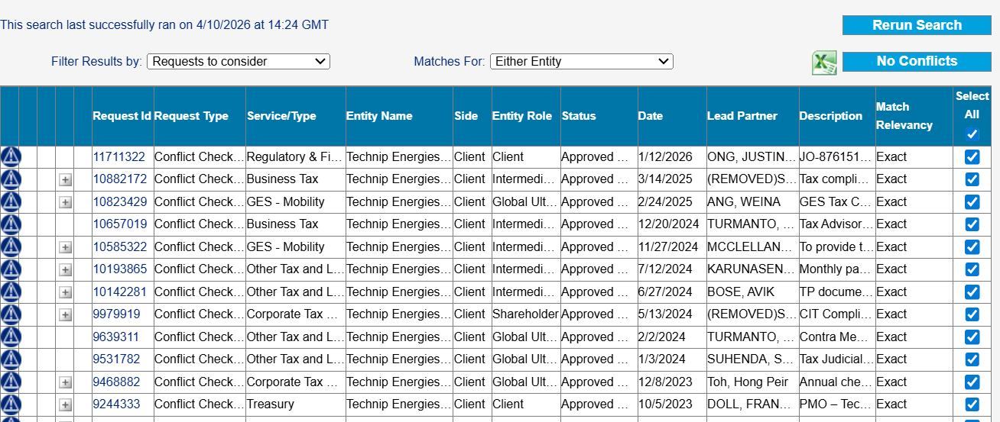 This search last successfully ran on 4/10/2026 at 14:24 GMT
Rerun Search
Filter Results by: Requests to consider Matches For: Either Entity No Conflicts
Request Id Request Type Service/Type Entity Name Side Entity Role Status Date Lead Partner Description Match Relevancy Select All
11711322 Conflict Check... Regulatory & Fi... Technip Energies... Client Client Approved ... 1/12/2026 ONG, JUSTIN... JO-876151... Exact
10882172 Conflict Check... Business Tax Technip Energies... Client Intermedi... Approved ... 3/14/2025 (REMOVED)S... Tax compli... Exact
10823429 Conflict Check... GES - Mobility Technip Energies... Client Global Ult... Approved ... 2/24/2025 ANG, WEINA GES Tax C... Exact
10657019 Conflict Check... Business Tax Technip Energies... Client Intermedi... Approved ... 12/20/2024 TURMANTO, ... Tax Advisor... Exact
10585322 Conflict Check... GES - Mobility Technip Energies... Client Intermedi... Approved ... 11/27/2024 MCCLELLAN... To provide t... Exact
10193865 Conflict Check... Other Tax and L... Technip Energies... Client Intermedi... Approved ... 7/12/2024 KARUNASEN... Monthly pa... Exact
10142281 Conflict Check... Other Tax and L... Technip Energies... Client Intermedi... Approved ... 6/27/2024 BOSE, AVIK TP docume... Exact
9979919 Conflict Check... Corporate Tax ... Technip Energies... Client Shareholder Approved ... 5/13/2024 (REMOVED)S... CIT Compli... Exact
9639311 Conflict Check... Other Tax and L... Technip Energies... Client Global Ult... Approved ... 2/2/2024 TURMANTO, ... Contra Me... Exact
9531782 Conflict Check... Other Tax and L... Technip Energies... Client Global Ult... Approved ... 1/3/2024 SUHENDA, S... Tax Judicial... Exact
9468882 Conflict Check... Corporate Tax ... Technip Energies... Client Global Ult... Approved ... 12/8/2023 Toh, Hong Peir Annual che... Exact
9244333 Conflict Check... Treasury Technip Energies... Client Client Approved ... 10/5/2023 DOLL, FRAN... PMO – Tec... Exact